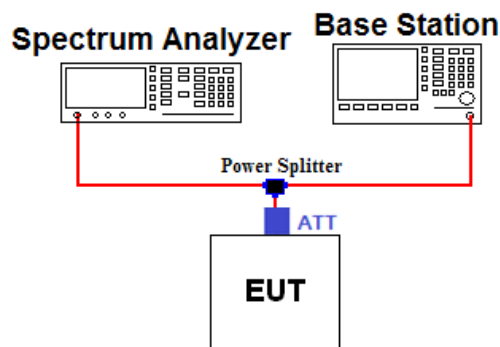 Spectrum Analyzer
Base Station
Power Splitter
ATT
EUT